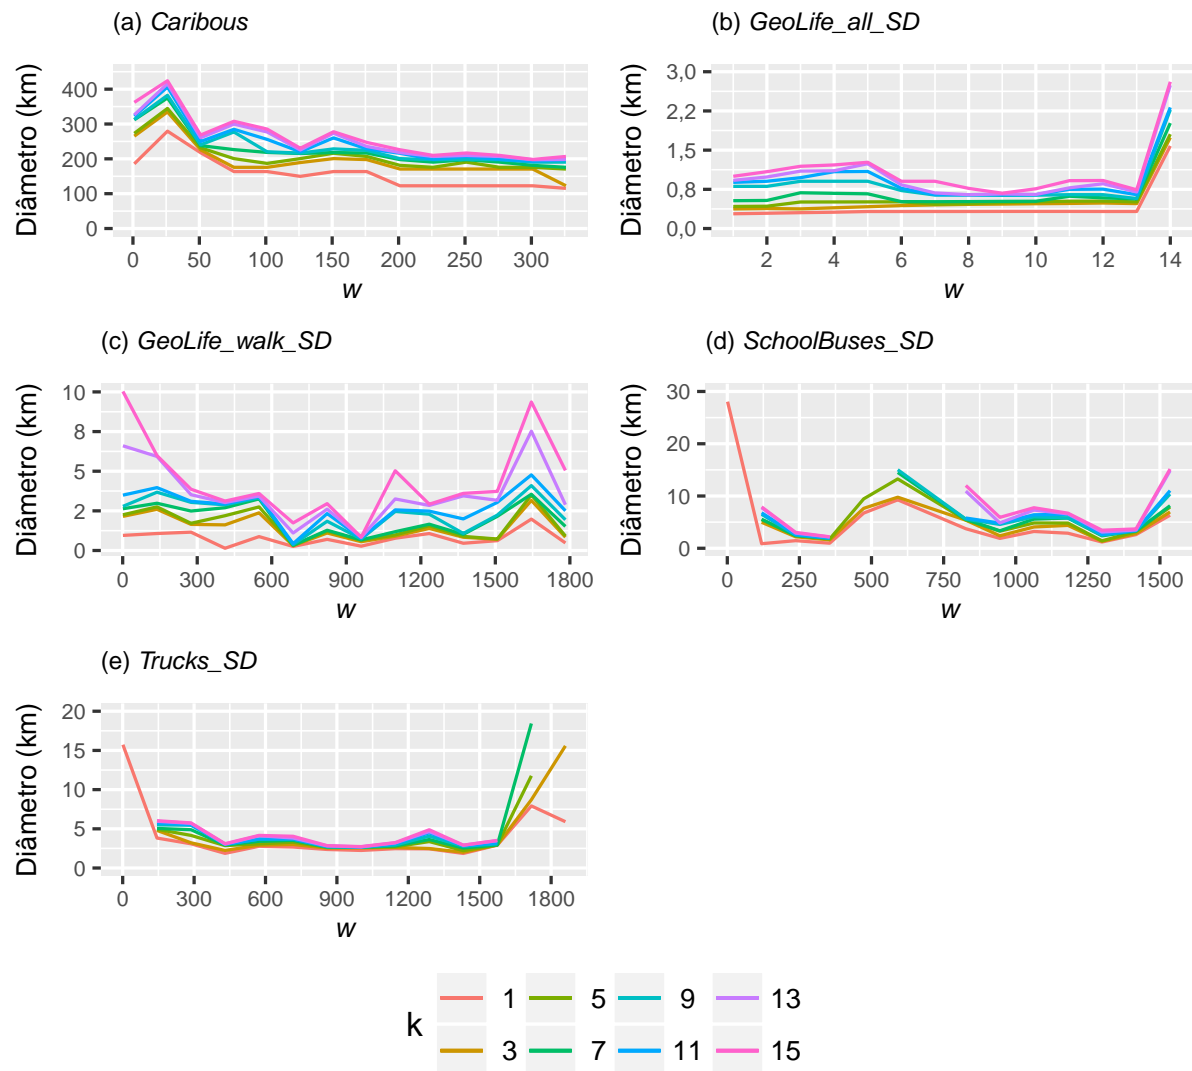 (a) Caribous
Diâmetro (km)
400
300
200
100
0
0 50 100 150 200 250 300
w
(b) GeoLife_all_SD
Diâmetro (km)
3,0
2,2
1,5
0,8
0,0
2 4 6 8 10 12 14
w
(c) GeoLife_walk_SD
Diâmetro (km)
10
8
5
2
0
0 300 600 900 1200 1500 1800
w
(d) SchoolBuses_SD
Diâmetro (km)
30
20
10
0
0 250 500 750 1000 1250 1500
w
(e) Trucks_SD
Diâmetro (km)
20
15
10
5
0
0 300 600 900 1200 1500 1800
w
k
1 5 9 13
3 7 11 15